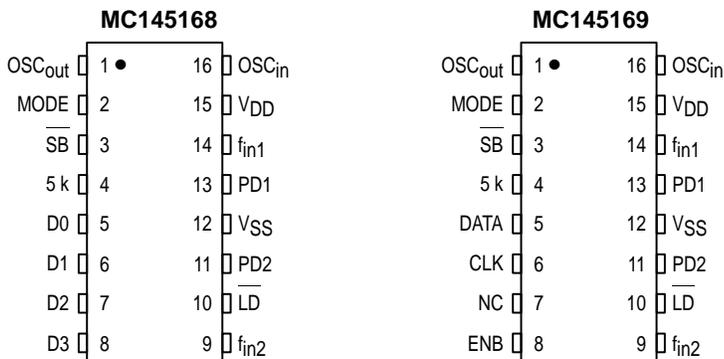 MC145168
OSCout 1 16 OSCin
MODE 2 15 VDD
SB 3 14 fin1
5 k 4 13 PD1
D0 5 12 VSS
D1 6 11 PD2
D2 7 10 LD
D3 8 9 fin2
MC145169
OSCout 1 16 OSCin
MODE 2 15 VDD
SB 3 14 fin1
5 k 4 13 PD1
DATA 5 12 VSS
CLK 6 11 PD2
NC 7 10 LD
ENB 8 9 fin2